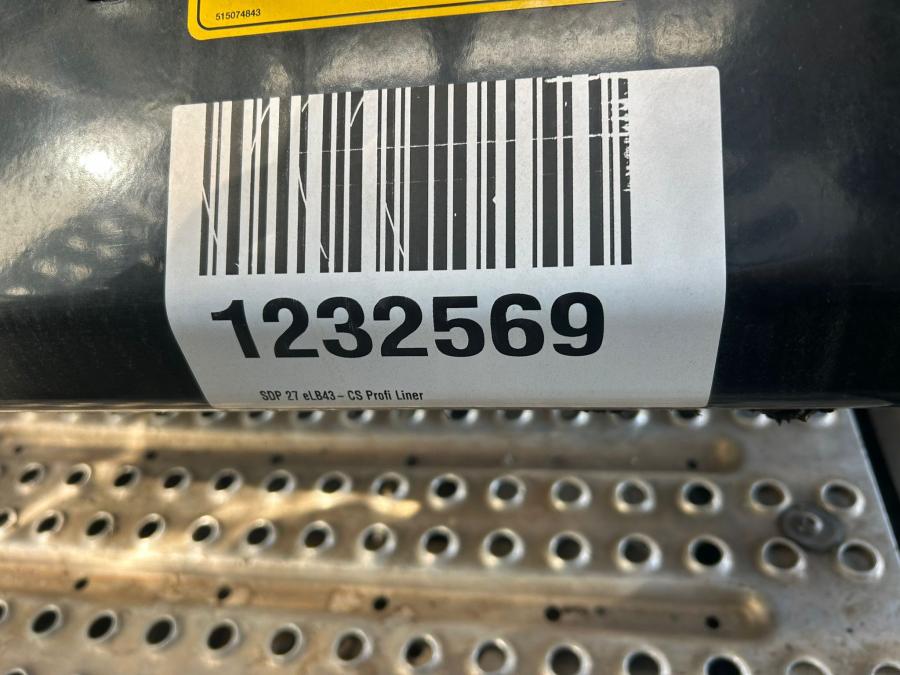 515074843
1232569
SDP 27 eLB43 – CS Profi Liner